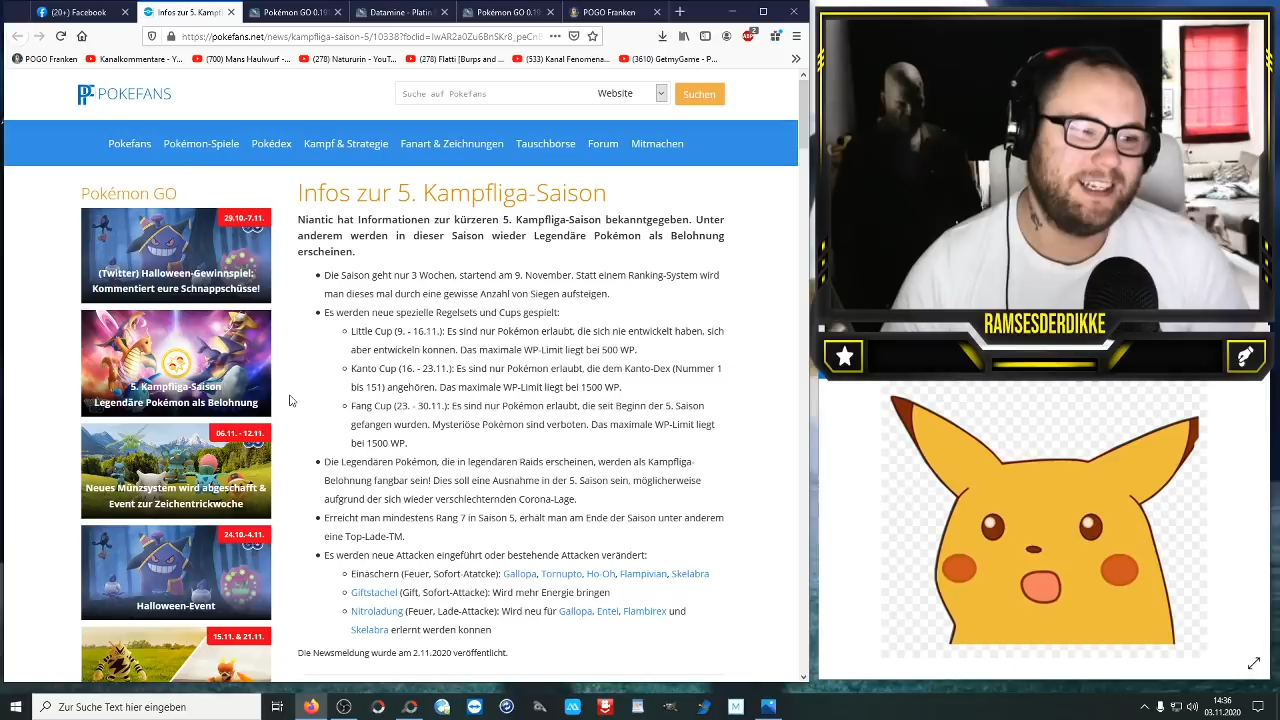 (20+) Facebook
Infos zur 5. Kampfl
Pokémon GO 0.19
Datamine - Platin
Pokémon GO 0.
POGO Franken
https://pokefans.net/news/kampfliga-saison-5/10338?fbclid=IwAR2
POGO Franken
Kanalkommentare - Y...
(700) Mans Haulwurf - ...
(278) Natururin - YouT...
(278) Flatti [Burps and ...
(533) Kanal Fenomena...
(3610) GetmyGame - P...
POKEFANS
Suche auf Pokefans
Website
Suchen
Pokefans
Pokémon-Spiele
Pokédex
Kampf & Strategie
Fanart & Zeichnungen
Tauschbörse
Forum
Mitmachen
Pokémon GO
29.10.-7.11.
(Twitter) Halloween-Gewinnspiel:
Kommentiert eure Schnappschüsse!
5. Kampfliga-Saison
Legendäre Pokémon als Belohnung
06.11. - 12.11.
Neues Münzsystem wird abgeschafft &
Event zur Zeichentrickwoche
24.10.-4.11.
Halloween-Event
15.11. & 21.11.
Infos zur 5. Kampfliga-Saison
Niantic hat Informationen zur kürzeren 5. Kampfliga-Saison bekanntgegeben. Unter
anderem werden in dieser Saison wieder Legendäre Pokémon als Belohnung
erscheinen.
Die Saison geht nur 3 Wochen, startend am 9. November. Statt einem Ranking-System wird
man dieses mal durch eine gewisse Anzahl von Siegen aufsteigen.
Es werden neue spezielle Regelsets und Cups gespielt:
Little Cup (9. - 16.11.): Es sind nur Pokémon erlaubt, die sich nie entwickelt haben, sich
aber entwickeln können. Das maximale WP-Limit liegt bei 500 WP.
Kanto Cup (16. - 23.11.): Es sind nur Pokémon erlaubt, die dem Kanto-Dex (Nummer 1
bis 151) angehören. Das maximale WP-Limit liegt bei 1500 WP.
Fang Cup (23. - 30.11.): Es sind nur Pokémon erlaubt, die seit Beginn der 5. Saison
gefangen wurden. Mysteriöse Pokémon sind verboten. Das maximale WP-Limit liegt
bei 1500 WP.
Die Legendären Pokémon, die in legendären Raids erscheinen, werden als Kampfliga-
Belohnung fangbar sein! Dies soll eine Ausnahme in der 5. Saison sein, möglicherweise
aufgrund der sich wieder verschlechternden Corona-Lage.
Erreicht man mindestens Rang 7 in Saison 5, erhält man am Ende der Saison unter anderem
eine Top-Lade-TM.
Es werden neue Attacken eingeführt oder bestehende Attacken verändert:
Einäschern (Feuer, Sofort-Atatcke): Gallopa, Tornupto, Ho-Oh, Flampivian, Skelabra
Giftstachel (Gift, Sofort-Attacke): Wird mehr Energie bringen
Nitroladung (Feuer, Lade-Attacke): Wird neu für Gallopa, Entei, Flambirex und
Skelabra erlernt werden können
Die Newsmeldung wurde am 2.11.2020 veröffentlicht.
RAMSESDERDIKKE
Zur Suche Text hier eingeben
14:36
03.11.2020